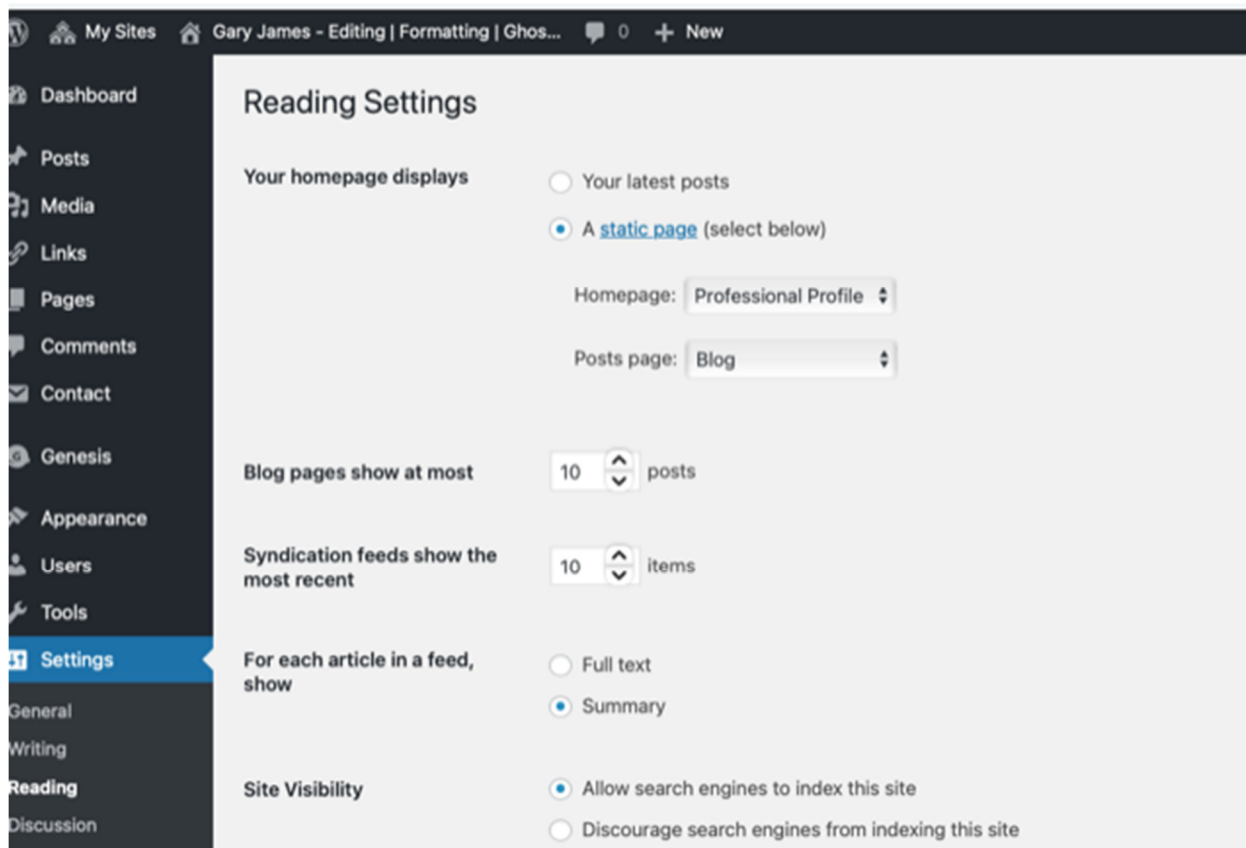 My Sites Gary James - Editing | Formatting | Ghos... 0 + New
Dashboard
Posts
Media
Links
Pages
Comments
Contact
Genesis
Appearance
Users
Tools
Settings
General
Writing
Reading
Discussion
Reading Settings
Your homepage displays
Your latest posts
A static page (select below)
Homepage: Professional Profile
Posts page: Blog
Blog pages show at most 10 posts
Syndication feeds show the
most recent
10 items
For each article in a feed,
show
Full text
Summary
Site Visibility
Allow search engines to index this site
Discourage search engines from indexing this site